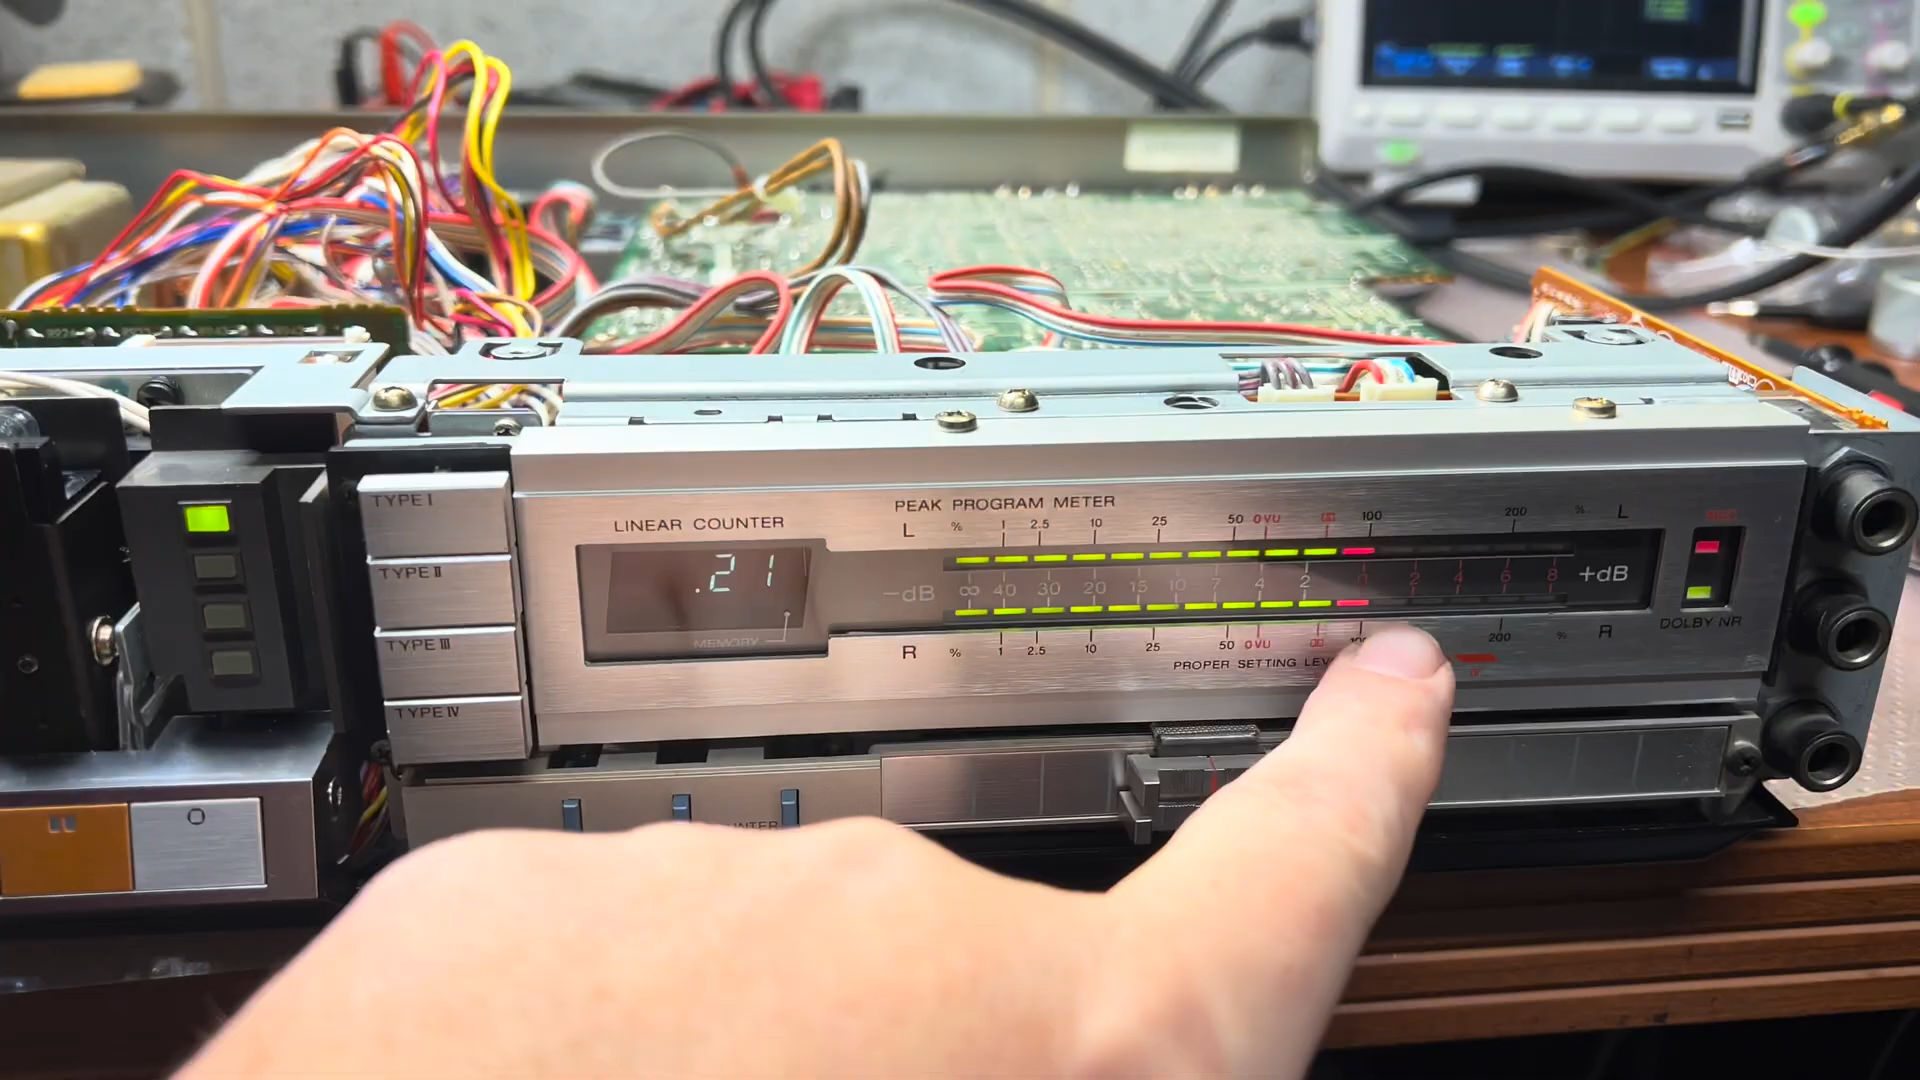 TYPE I
TYPE II
TYPE III
TYPE IV
LINEAR COUNTER
.21
MEMORY
PEAK PROGRAM METER
L % 1 2.5 10 25 50 0VU 100 200 % L
-dB ∞ 40 30 20 15 10 7 4 2 0 2 4 6 8 +dB
R % 1 2.5 10 25 50 0VU 200 % R
PROPER SETTING
REC
DOLBY NR